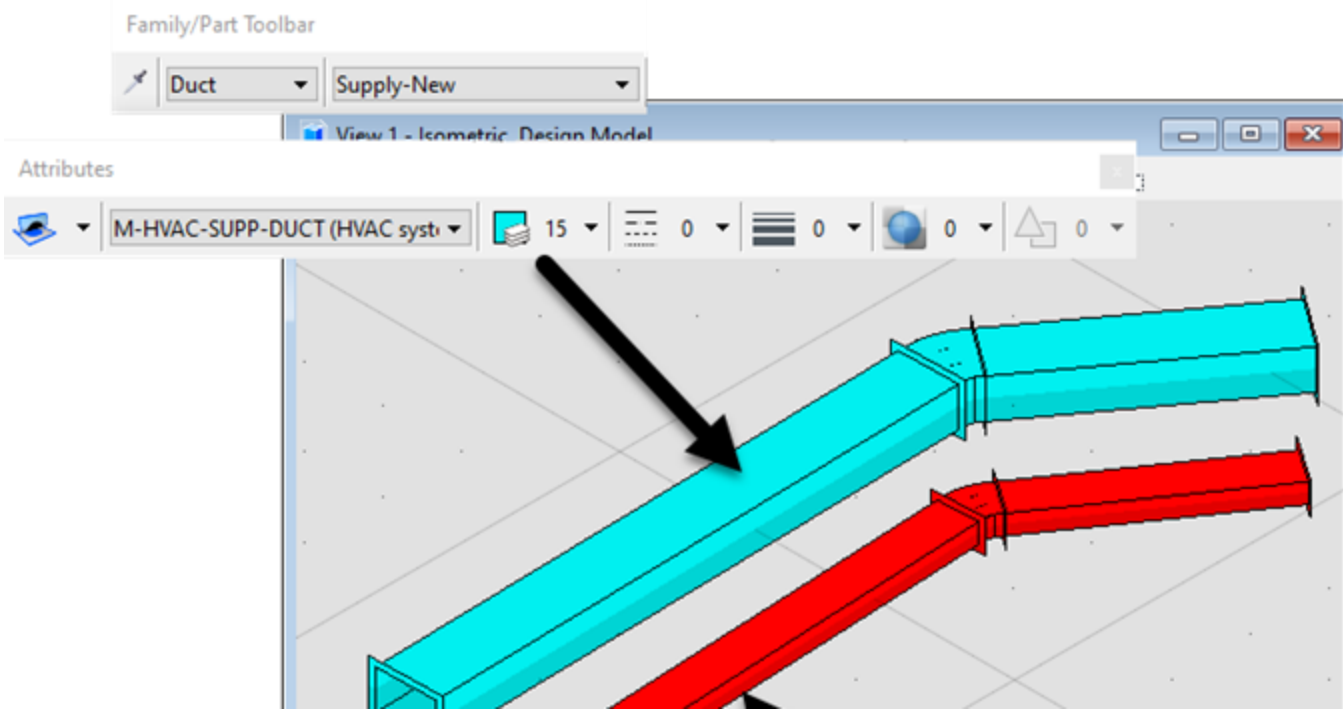 Family/Part Toolbar
Duct Supply-New
View 1 - Isometric, Design Model
Attributes
M-HVAC-SUPP-DUCT (HVAC syst 15 0 0 0 0